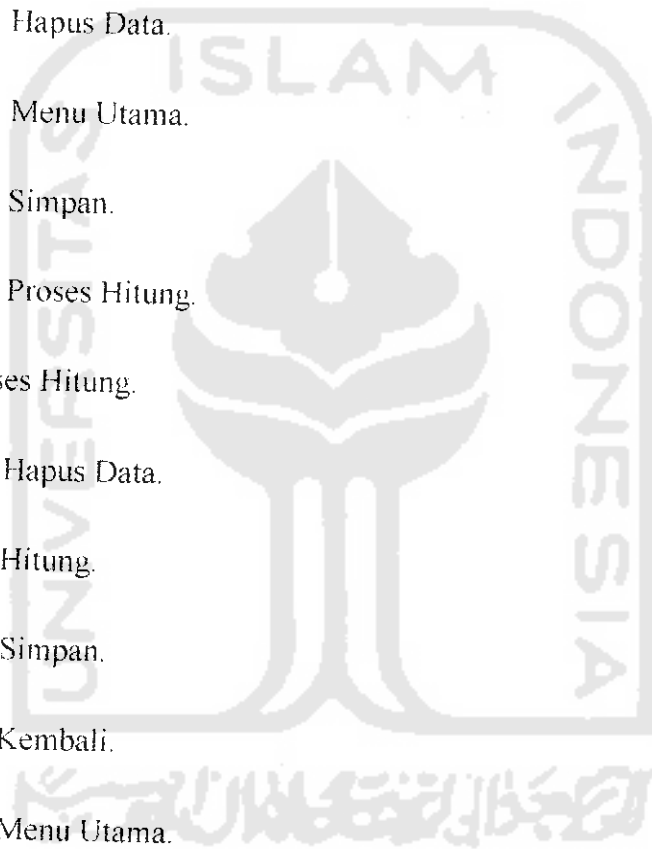 Hapus Data.
Menu Utama.
Simpan.
Proses Hitung.
ses Hitung.
Hapus Data.
Hitung.
Simpan.
Kembali.
Menu Utama.
ISLAM
UNIVERSITAS
INDONESIA